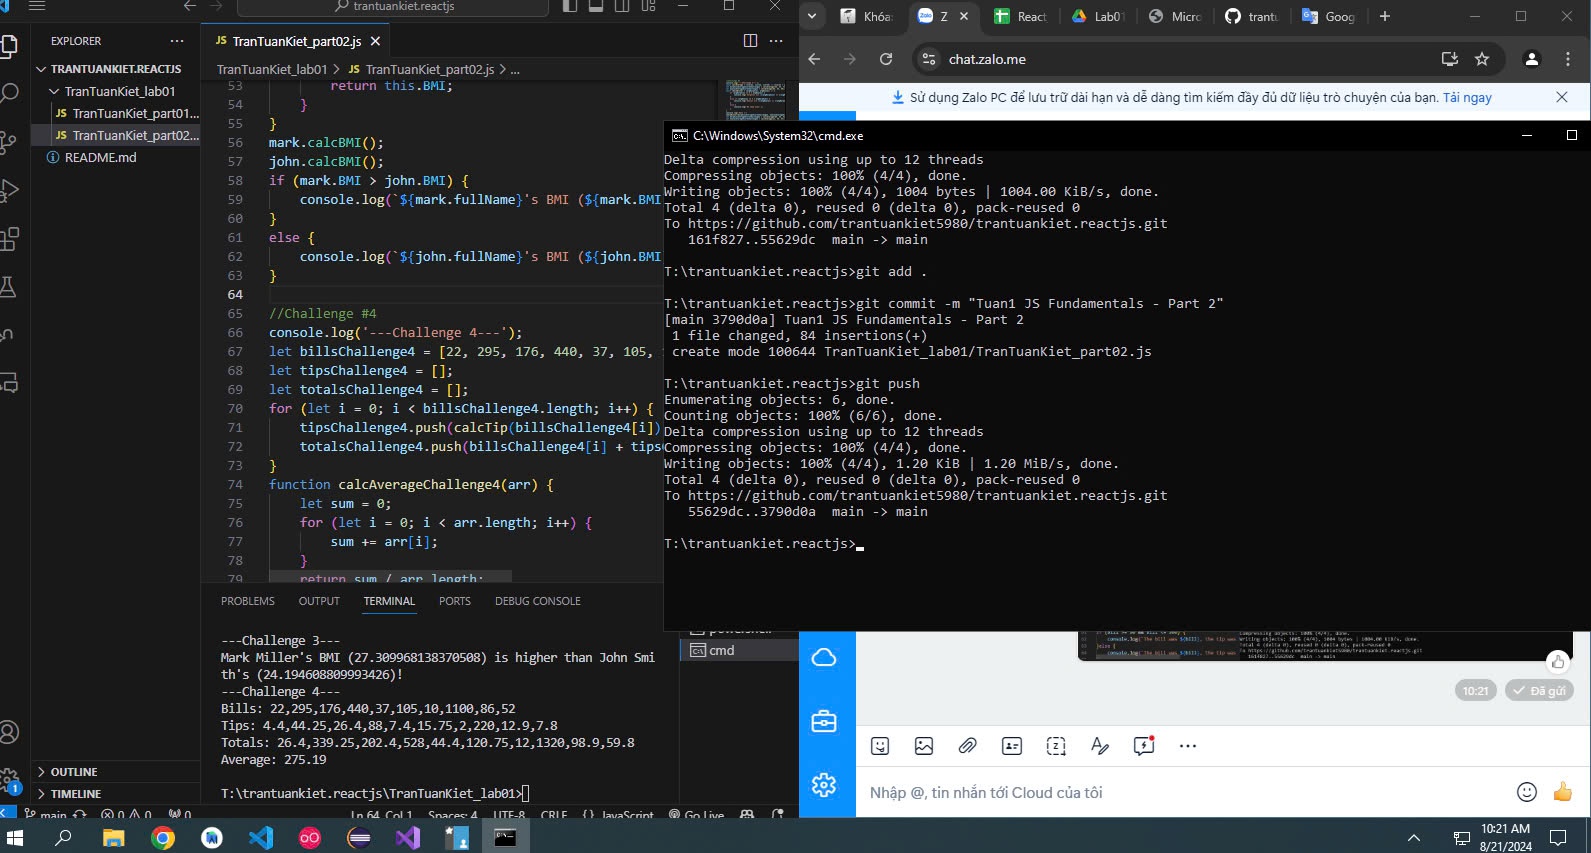 trantuankiet.reactjs
EXPLORER
TRANTUANKIET.REACTJS
TranTuanKiet_lab01
JS TranTuanKiet_part01...
JS TranTuanKiet_part02...
README.md
OUTLINE
TIMELINE
JS TranTuanKiet_part02.js
TranTuanKiet_lab01 > JS TranTuanKiet_part02.js > ...
53 return this.BMI;
54 }
55 }
56 mark.calcBMI();
57 john.calcBMI();
58 if (mark.BMI > john.BMI) {
59 console.log(`${mark.fullName}'s BMI (${mark.BMI
60 }
61 else {
62 console.log(`${john.fullName}'s BMI (${john.BMI
63 }
64
65 //Challenge #4
66 console.log('---Challenge 4---');
67 let billsChallenge4 = [22, 295, 176, 440, 37, 105,
68 let tipsChallenge4 = [];
69 let totalsChallenge4 = [];
70 for (let i = 0; i < billsChallenge4.length; i++) {
71 tipsChallenge4.push(calcTip(billsChallenge4[i])
72 totalsChallenge4.push(billsChallenge4[i] + tips
73 }
74 function calcAverageChallenge4(arr) {
75 let sum = 0;
76 for (let i = 0; i < arr.length; i++) {
77 sum += arr[i];
78 }
79 return sum / arr.length;
PROBLEMS OUTPUT TERMINAL PORTS DEBUG CONSOLE
---Challenge 3---
Mark Miller's BMI (27.309968138370508) is higher than John Smi
th's (24.194608809993426)!
---Challenge 4---
Bills: 22,295,176,440,37,105,10,1100,86,52
Tips: 4.4,44.25,26.4,88,7.4,15.75,2,220,12.9,7.8
Totals: 26.4,339.25,202.4,528,44.4,120.75,12,1320,98.9,59.8
Average: 275.19
T:\trantuankiet.reactjs\TranTuanKiet_lab01>
powershell
cmd
main 0 0 0 Ln 64, Col 1 Spaces: 4 UTF-8 CRLF {} JavaScript Go Live
Khóa
Z
React
Lab01
Micro
trantu
Goog
chat.zalo.me
Sử dụng Zalo PC để lưu trữ dài hạn và dễ dàng tìm kiếm đầy đủ dữ liệu trò chuyện của bạn. Tải ngay
C:\Windows\System32\cmd.exe
Delta compression using up to 12 threads
Compressing objects: 100% (4/4), done.
Writing objects: 100% (4/4), 1004 bytes | 1004.00 KiB/s, done.
Total 4 (delta 0), reused 0 (delta 0), pack-reused 0
To https://github.com/trantuankiet5980/trantuankiet.reactjs.git
161f827..55629dc main -> main
T:\trantuankiet.reactjs>git add .
T:\trantuankiet.reactjs>git commit -m "Tuan1 JS Fundamentals - Part 2"
[main 3790d0a] Tuan1 JS Fundamentals - Part 2
1 file changed, 84 insertions(+)
create mode 100644 TranTuanKiet_lab01/TranTuanKiet_part02.js
T:\trantuankiet.reactjs>git push
Enumerating objects: 6, done.
Counting objects: 100% (6/6), done.
Delta compression using up to 12 threads
Compressing objects: 100% (4/4), done.
Writing objects: 100% (4/4), 1.20 KiB | 1.20 MiB/s, done.
Total 4 (delta 0), reused 0 (delta 0), pack-reused 0
To https://github.com/trantuankiet5980/trantuankiet.reactjs.git
55629dc..3790d0a main -> main
T:\trantuankiet.reactjs>
10:21 Đã gửi
Nhập @, tin nhắn tới Cloud của tôi
10:21 AM
8/21/2024